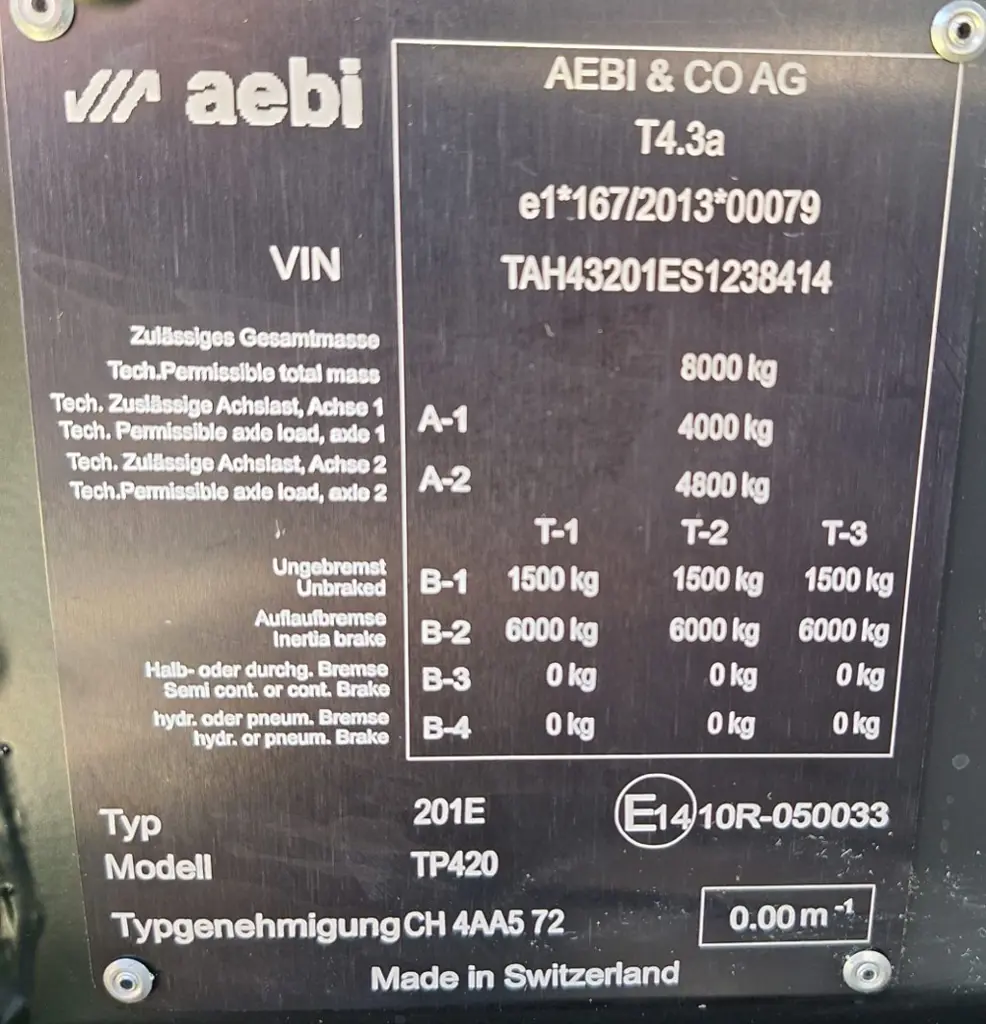 aebi
AEBI & CO AG
T4.3a
e1*167/2013*00079
VIN TAH43201ES1238414
Zulässiges Gesamtmasse
Tech.Permissible total mass 8000 kg
Tech. Zuslässige Achslast, Achse 1
Tech. Permissible axle load, axle 1 A-1 4000 kg
Tech. Zulässige Achslast, Achse 2
Tech.Permissible axle load, axle 2 A-2 4800 kg
T-1 T-2 T-3
Ungebremst
Unbraked B-1 1500 kg 1500 kg 1500 kg
Auflaufbremse
Inertia brake B-2 6000 kg 6000 kg 6000 kg
Halb- oder durchg. Bremse
Semi cont. or cont. Brake B-3 0 kg 0 kg 0 kg
hydr. oder pneum. Bremse
hydr. or pneum. Brake B-4 0 kg 0 kg 0 kg
Typ 201E E14 10R-050033
Modell TP420
Typgenehmigung CH 4AA5 72 0.00 m⁻¹
Made in Switzerland